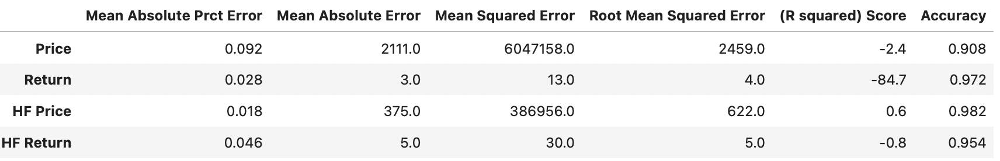 Mean Absolute Prct Error Mean Absolute Error Mean Squared Error Root Mean Squared Error (R squared) Score Accuracy
Price 0.092 2111.0 6047158.0 2459.0 -2.4 0.908
Return 0.028 3.0 13.0 4.0 -84.7 0.972
HF Price 0.018 375.0 386956.0 622.0 0.6 0.982
HF Return 0.046 5.0 30.0 5.0 -0.8 0.954